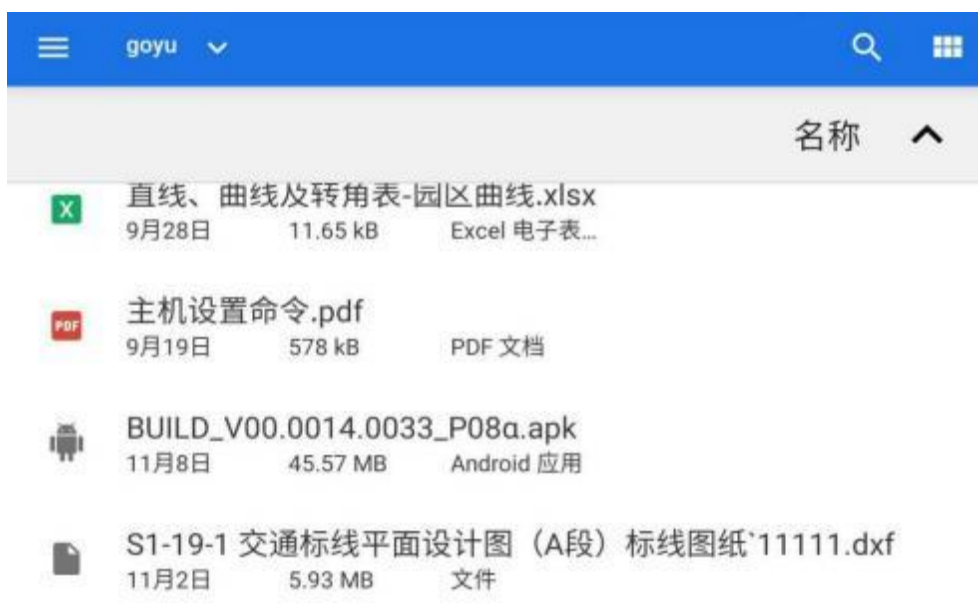 goyu
名称
直线、曲线及转角表-园区曲线.xlsx
9月28日 11.65 kB Excel 电子表...
PDF
主机设置命令.pdf
9月19日 578 kB PDF 文档
BUILD_V00.0014.0033_P08α.apk
11月8日 45.57 MB Android 应用
S1-19-1 交通标线平面设计图（A段）标线图纸`11111.dxf
11月2日 5.93 MB 文件